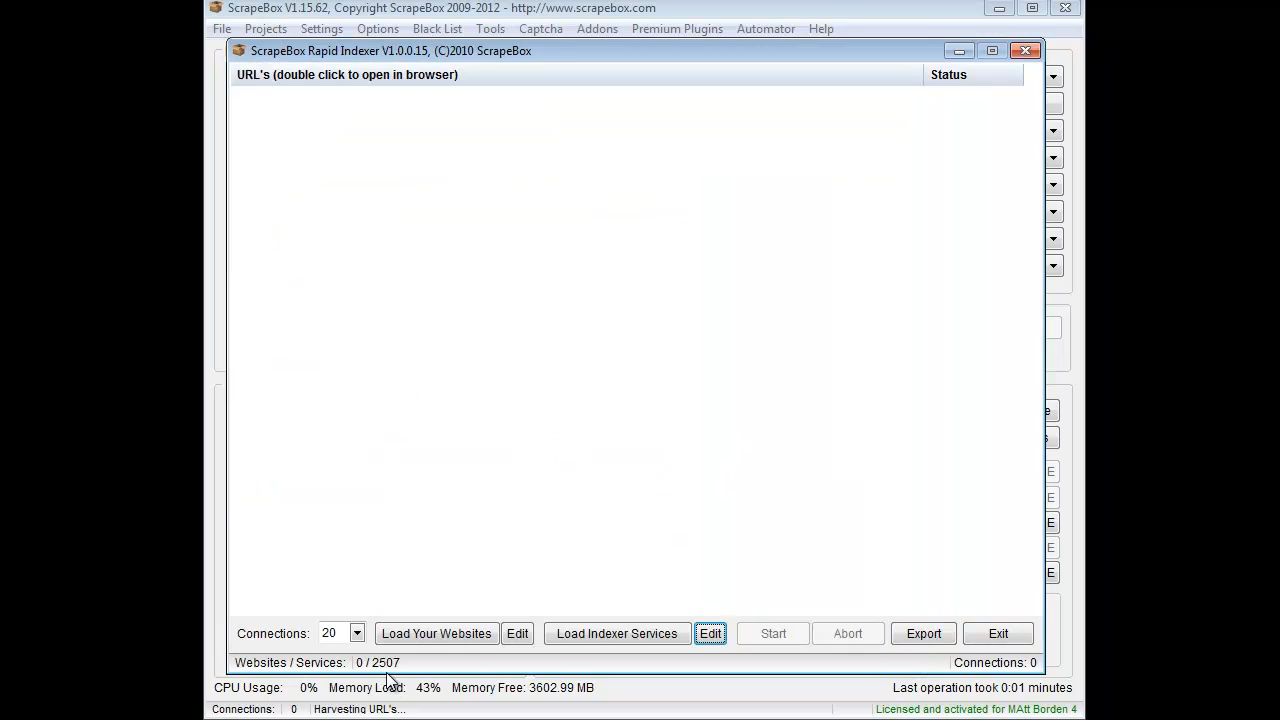 ScrapeBox V1.15.62, Copyright ScrapeBox 2009-2012 - http://www.scrapebox.com
File Projects Settings Options Black List Tools Captcha Addons Premium Plugins Automator Help
ScrapeBox Rapid Indexer V1.0.0.15, (C)2010 ScrapeBox
URL's (double click to open in browser) Status
e
s
E
E
E
E
E
Connections: 20 Load Your Websites Edit Load Indexer Services Edit Start Abort Export Exit
Websites / Services: 0 / 2507 Connections: 0
CPU Usage: 0% Memory Load: 43% Memory Free: 3602.99 MB Last operation took 0:01 minutes
Connections: 0 Harvesting URL's... Licensed and activated for MAtt Borden 4